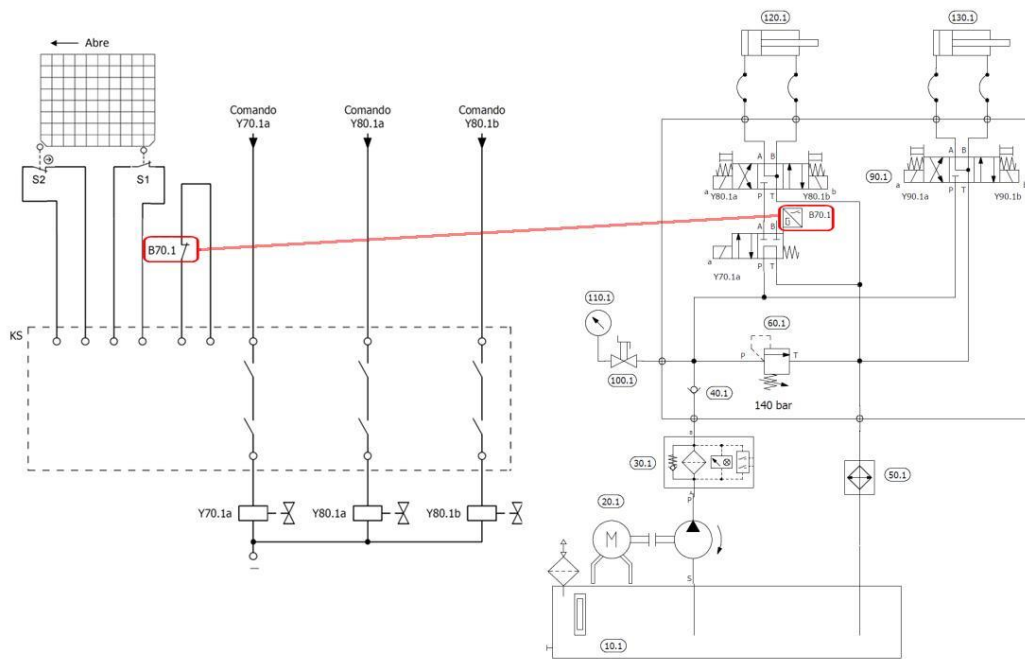 Abre
S2
S1
B70.1
KS
Comando
Y70.1a
Comando
Y80.1a
Comando
Y80.1b
Y70.1a
Y80.1a
Y80.1b
120.1
130.1
A B
a Y80.1a
Y80.1b b
P T
90.1
A B
a Y90.1a
Y90.1b
P T
B70.1
A B
a
Y70.1a
P T
110.1
100.1
60.1
P T
140 bar
40.1
30.1
P
50.1
20.1
M
S
10.1